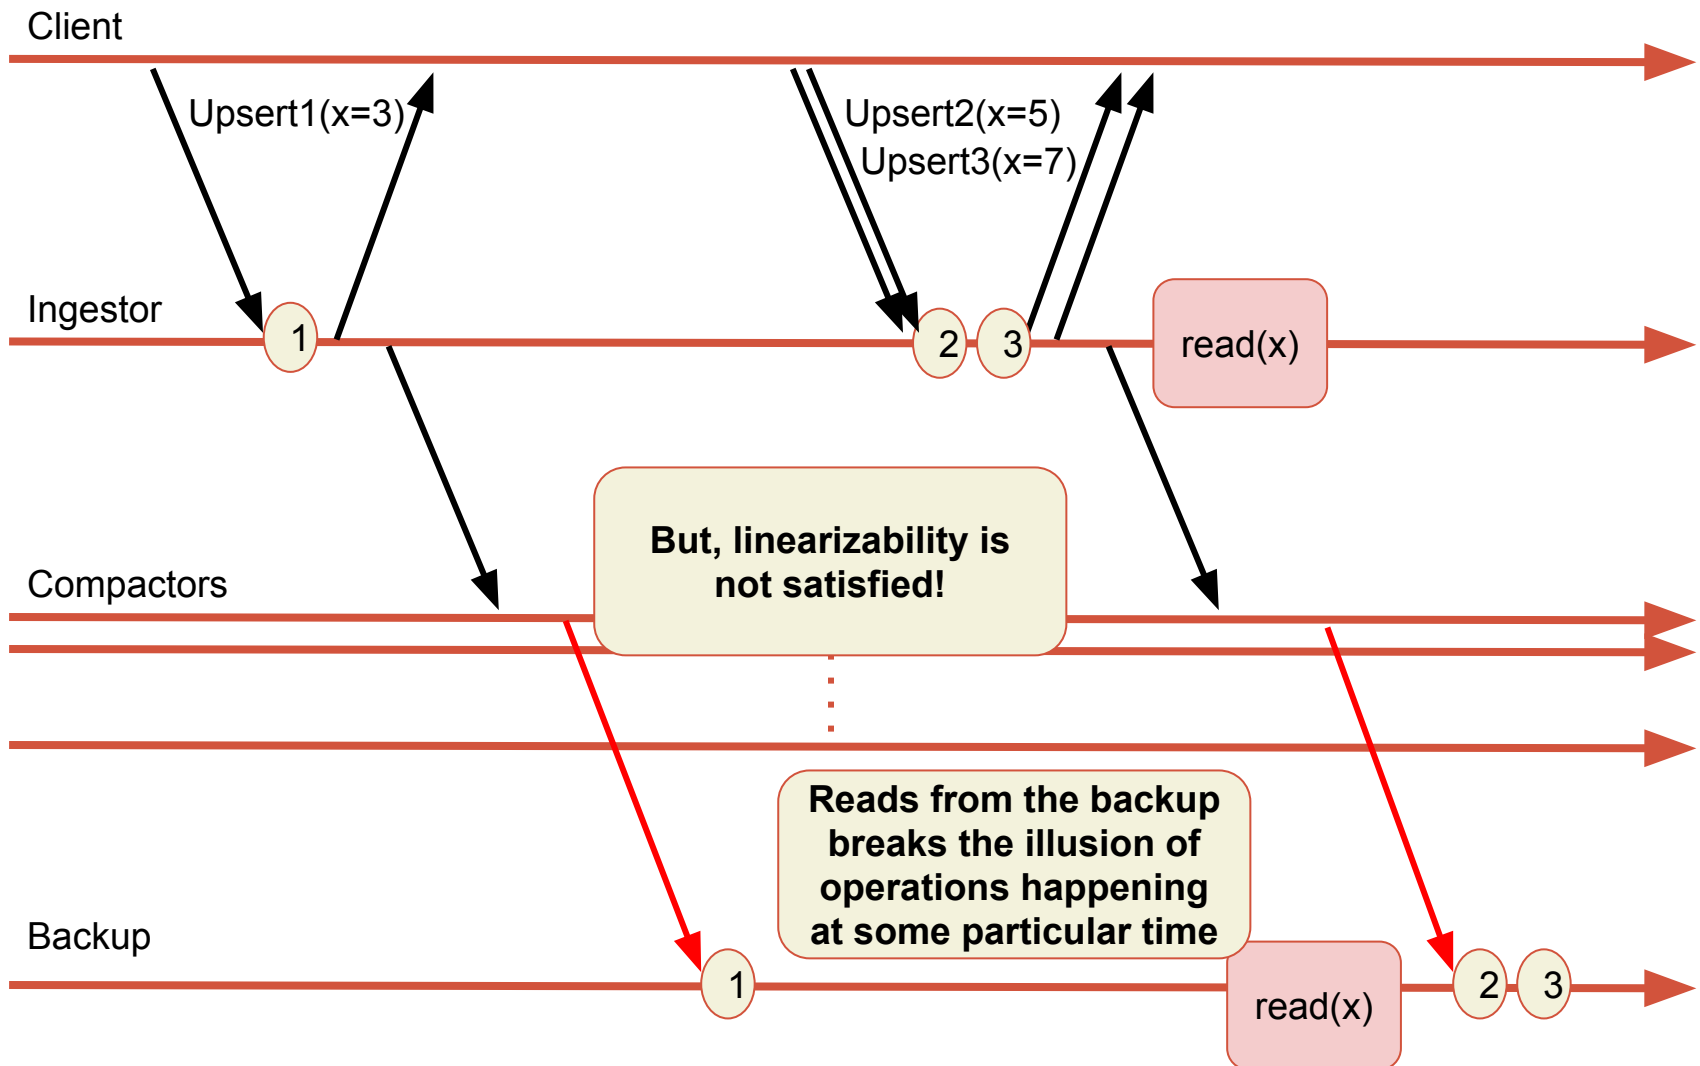 Client
Upsert1(x=3)
Upsert2(x=5)
Upsert3(x=7)
Ingestor
1
2
3
read(x)
But, linearizability is
not satisfied!
Compactors
Reads from the backup
breaks the illusion of
operations happening
at some particular time
Backup
1
read(x)
2
3